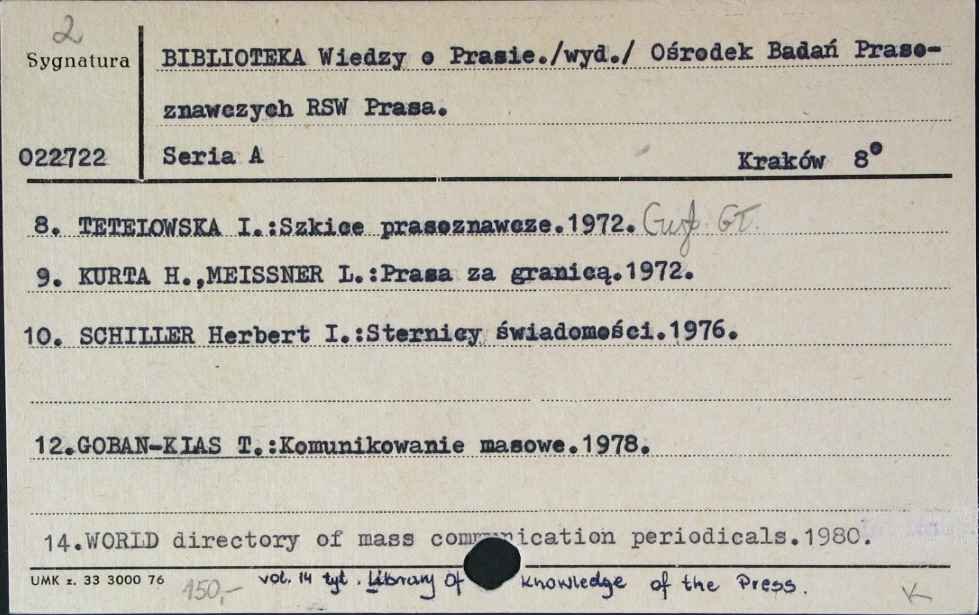 2
Sygnatura
BIBLIOTEKA Wiedzy o Prasie./wyd./ Ośrodek Badań Praso-
znawczych RSW Prasa.
022722
Seria A Kraków 8°
8. TETELOWSKA I.:Szkice prasoznawcze.1972.
9. KURTA H.,MEISSNER L.:Prasa za granicą.1972.
10. SCHILLER Herbert I.:Sternicy świadomości.1976.
12.GOBAN-KLAS T.:Komunikowanie masowe.1978.
14.WORLD directory of mass communication periodicals.1980.
UMK z. 33 3000 76 150,- vol. 14 tyt. Library Of Knowledge of the Press. K